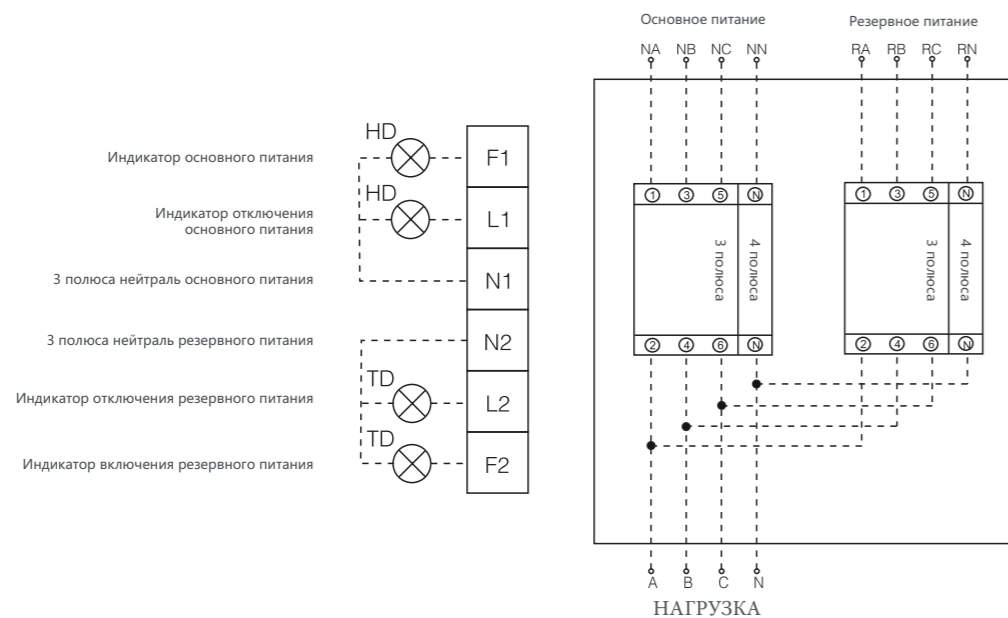 Основное питание
Резервное питание
NA NB NC NN
RA RB RC RN
HD
Индикатор основного питания
F1
HD
Индикатор отключения
основного питания
L1
3 полюса нейтраль основного питания
N1
3 полюса нейтраль резервного питания
N2
TD
Индикатор отключения резервного питания
L2
TD
Индикатор включения резервного питания
F2
1 3 5 N
3 полюса
4 полюса
2 4 6 N
1 3 5 N
3 полюса
4 полюса
2 4 6 N
A B C N
НАГРУЗКА